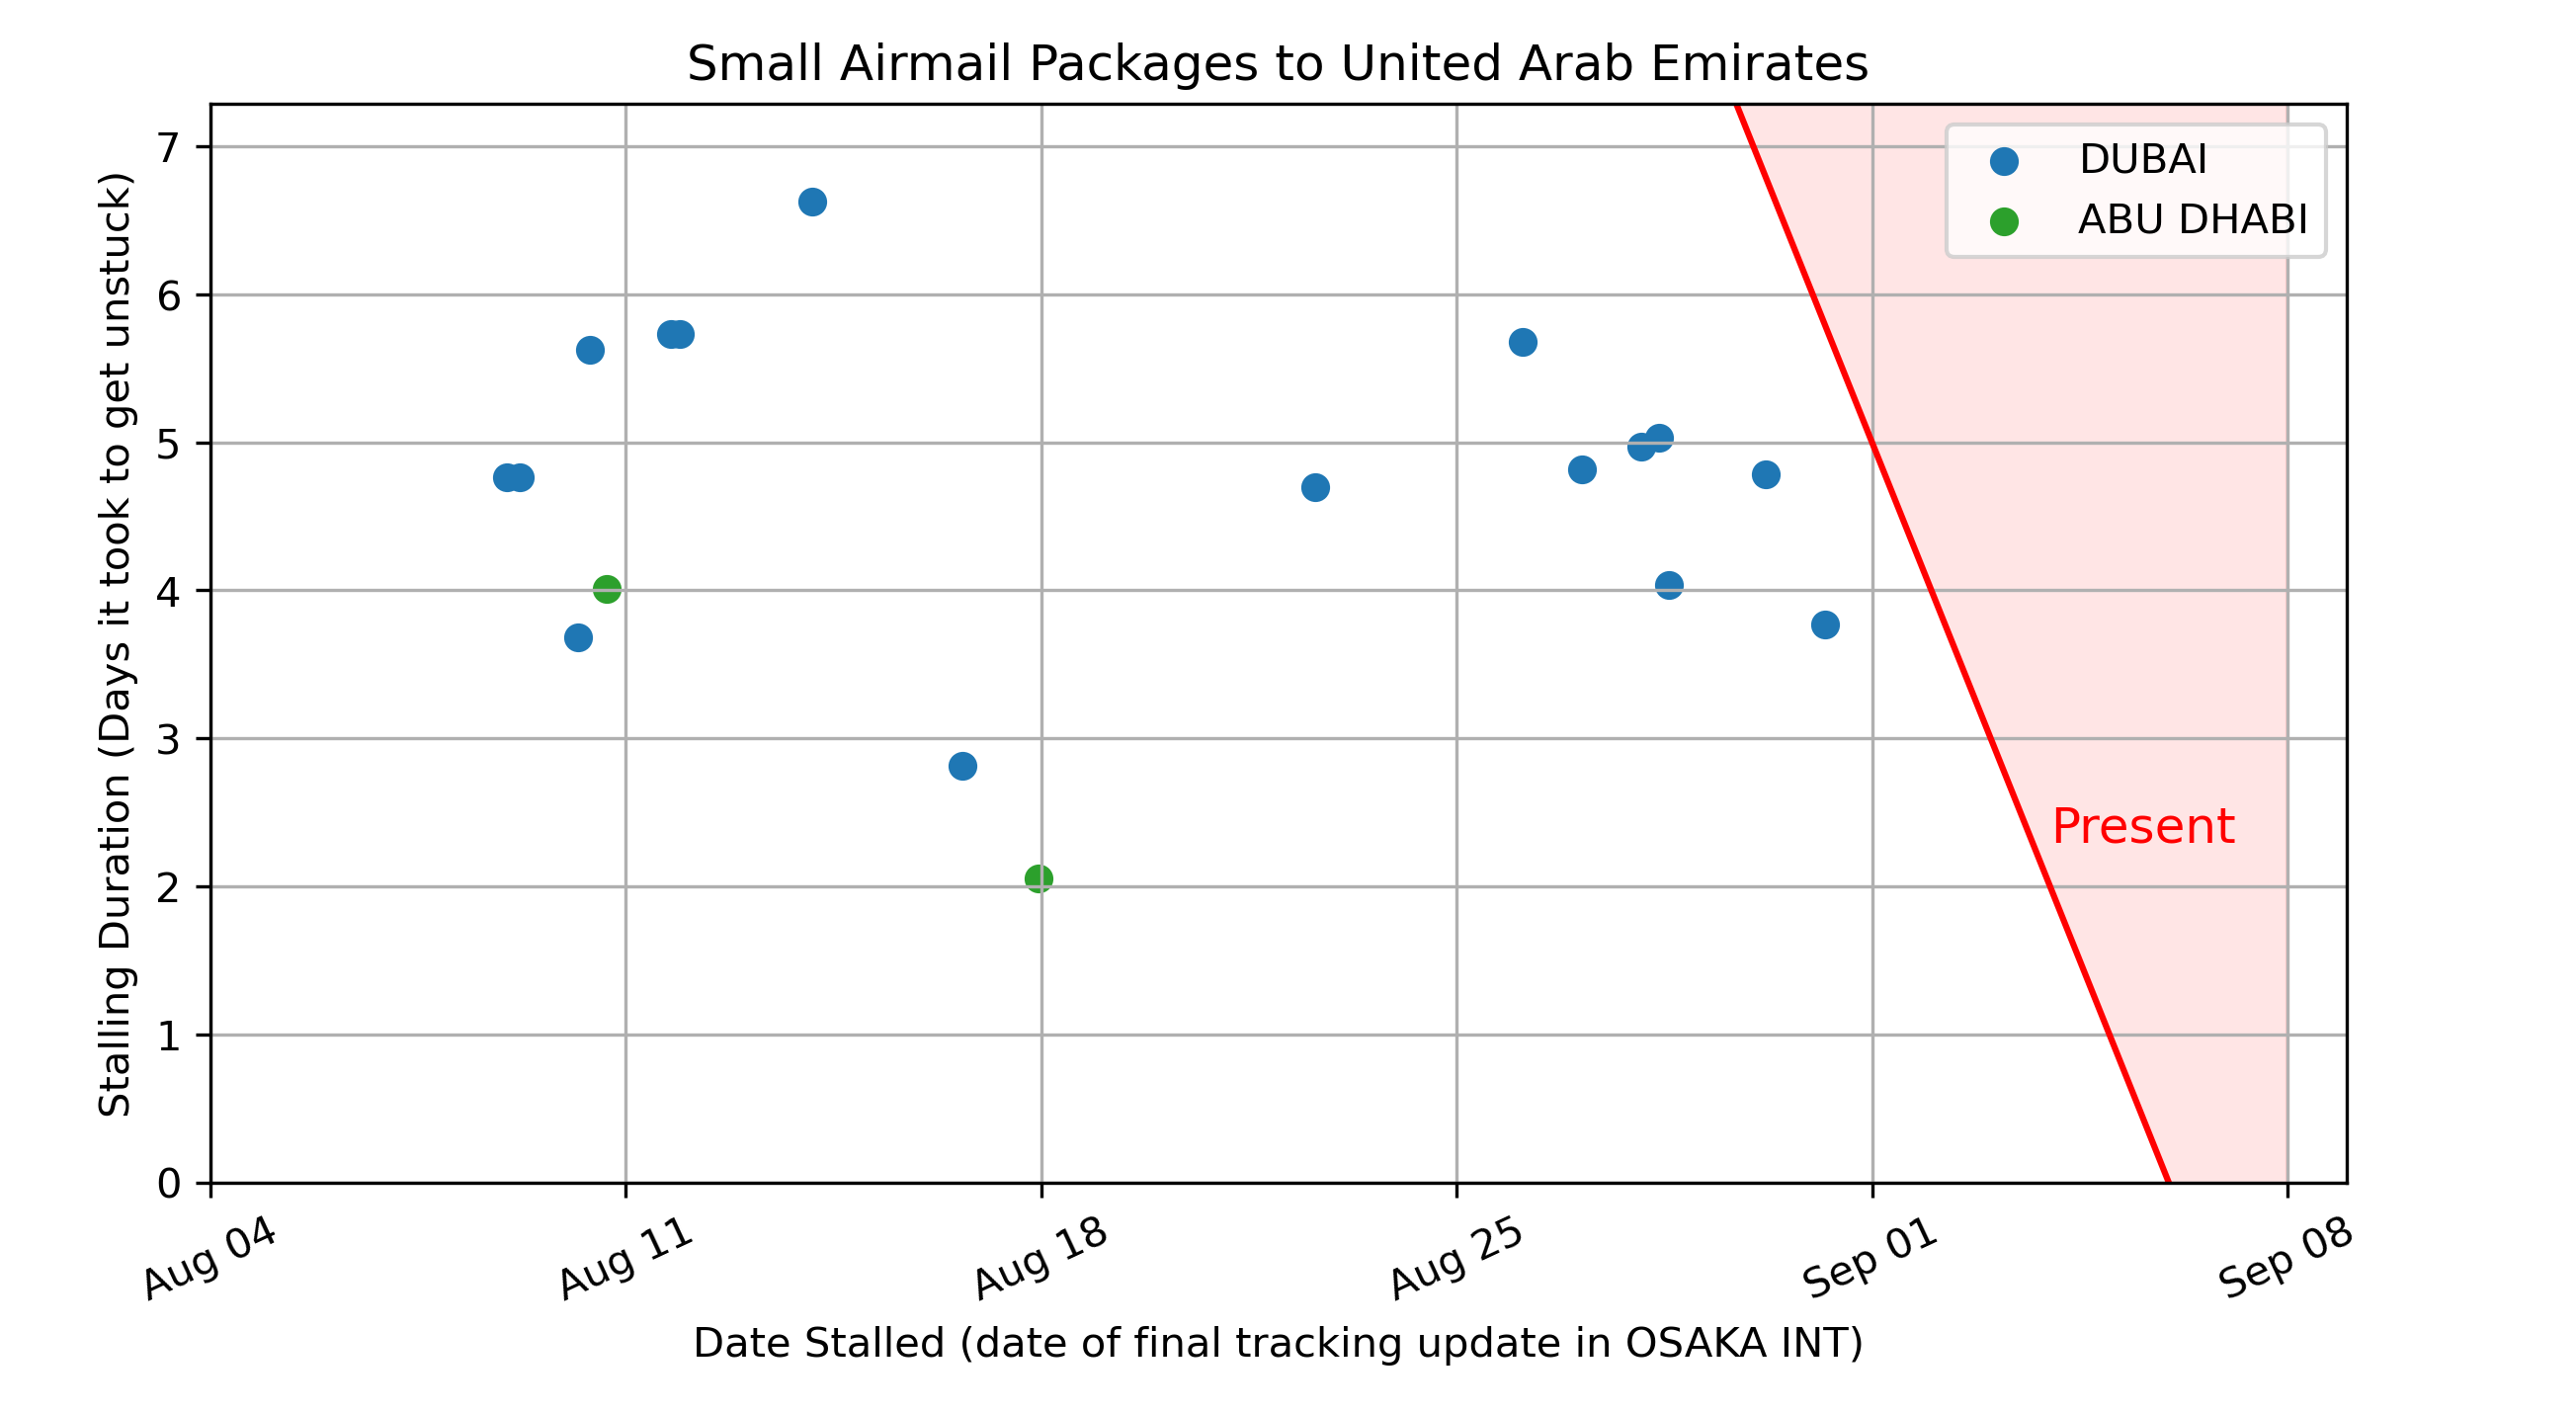 Small Airmail Packages to United Arab Emirates
Stalling Duration (Days it took to get unstuck)
7
6
5
4
3
2
1
0
DUBAI
ABU DHABI
Present
Aug 04
Aug 11
Aug 18
Aug 25
Sep 01
Sep 08
Date Stalled (date of final tracking update in OSAKA INT)